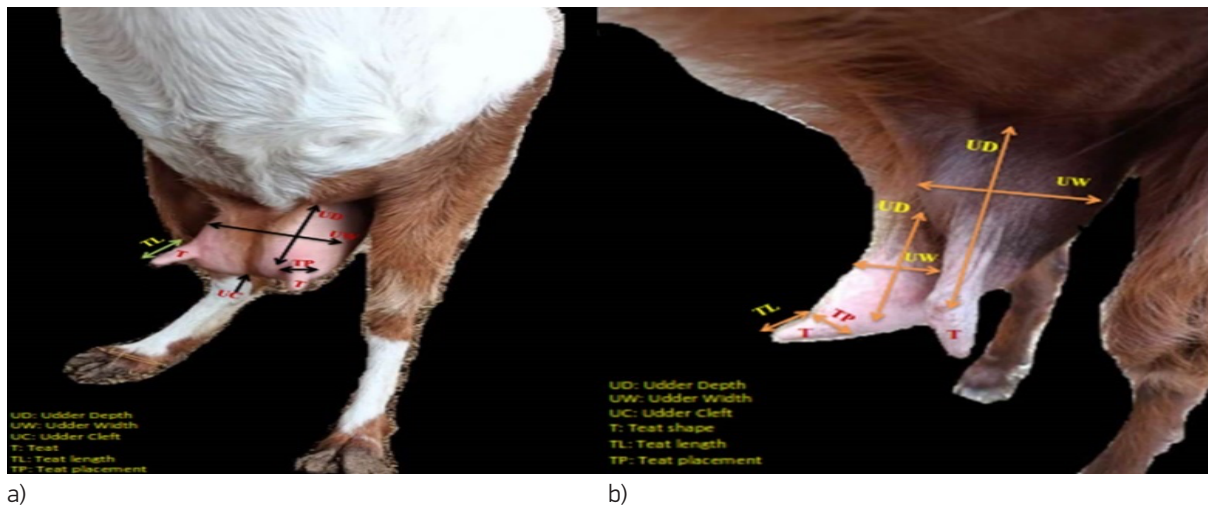 UD
UW
TL
T
TP
T
UC
UD: Udder Depth
UW: Udder Width
UC: Udder Cleft
T: Teat
TL: Teat length
TP: Teat placement
a)
UD
UW
UD
UW
TL
TP
T
T
UD: Udder Depth
UW: Udder Width
UC: Udder Cleft
T: Teat shape
TL: Teat length
TP: Teat placement
b)